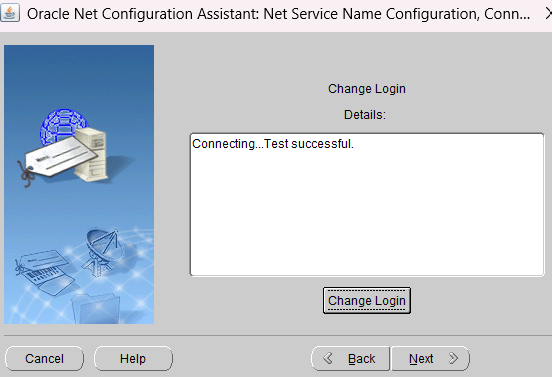 Oracle Net Configuration Assistant: Net Service Name Configuration, Conn...
Change Login
Details:
Connecting...Test successful.
Change Login
Cancel
Help
Back
Next